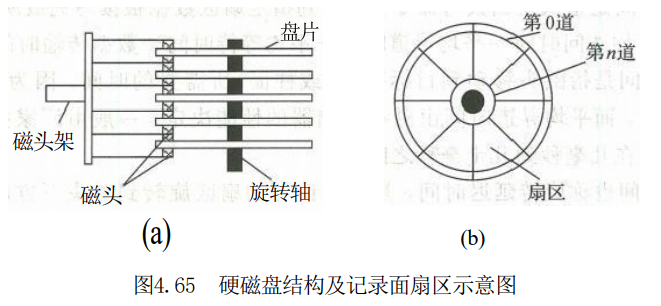 盘片
磁头架
磁头
旋转轴
(a)
第0道
第n道
扇区
(b)
图4.65 硬磁盘结构及记录面扇区示意图